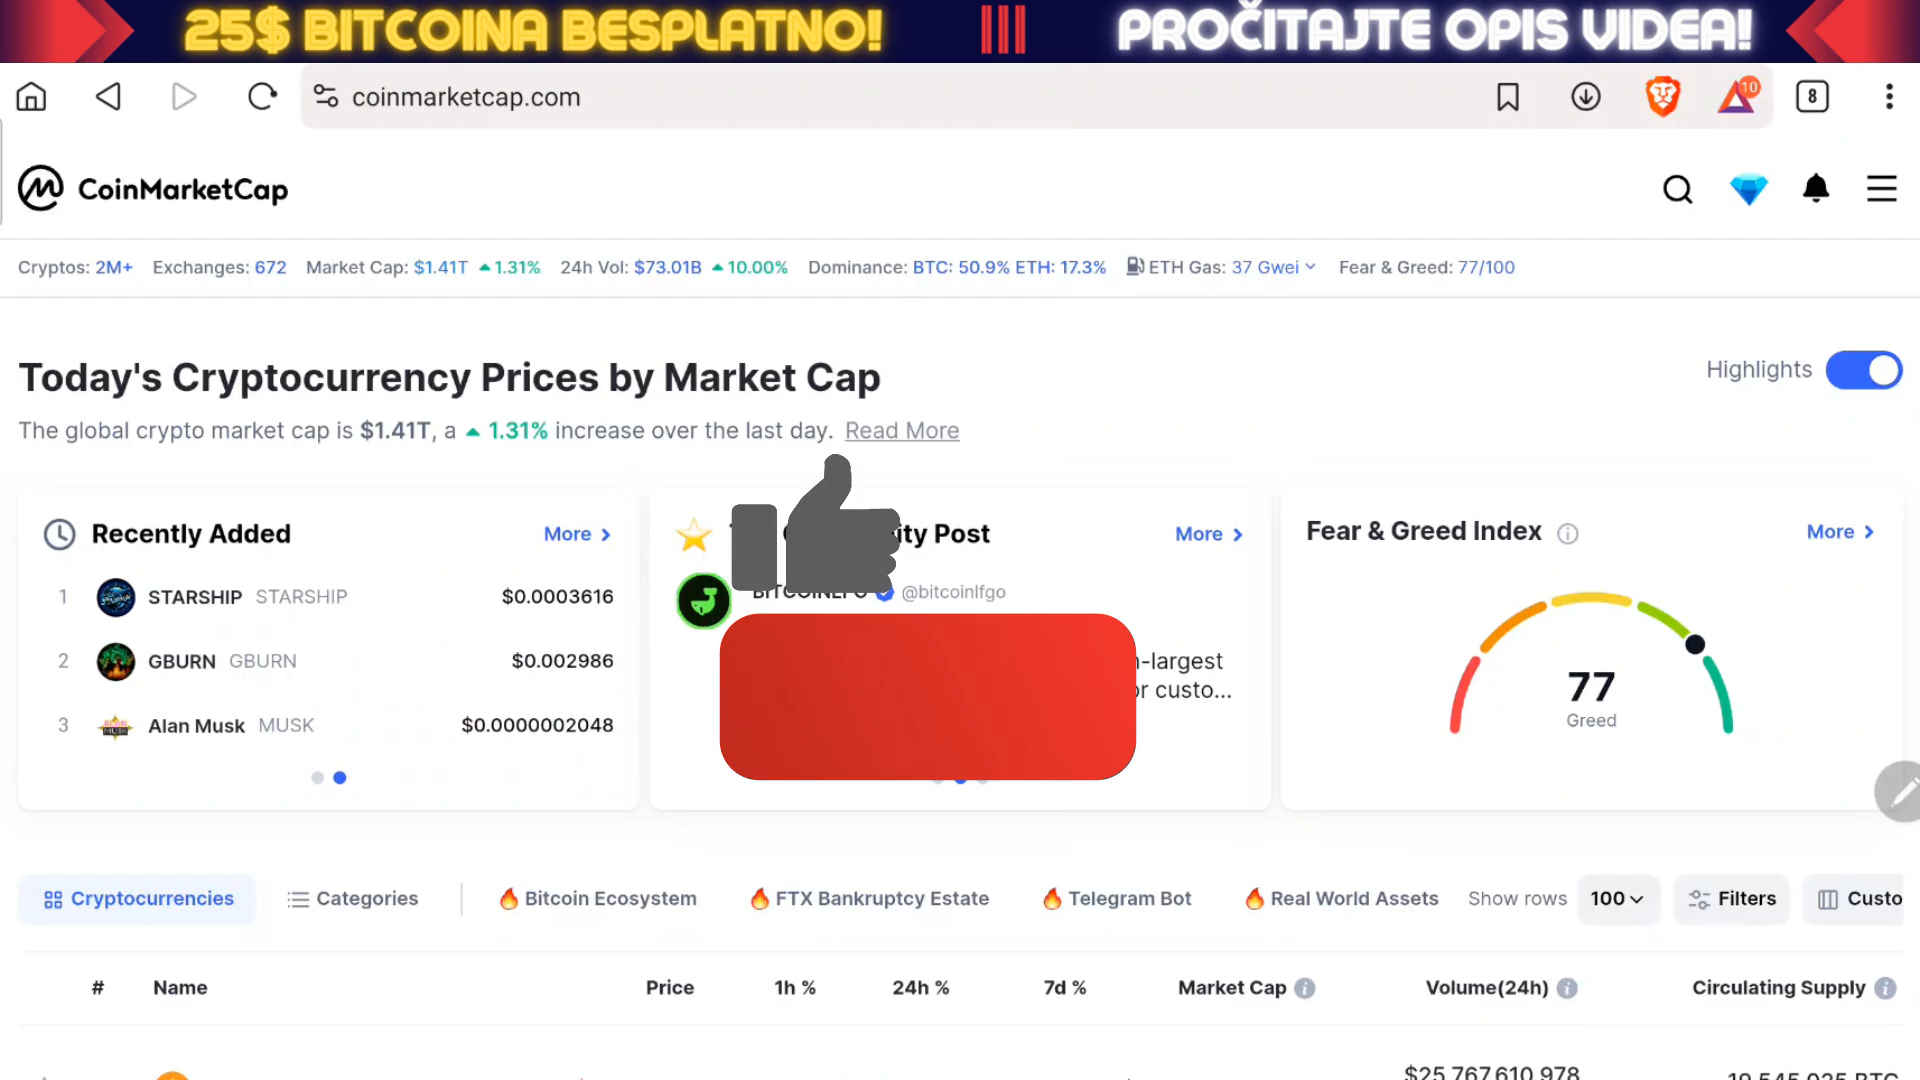 25$ BITCOINA BESPLATNO! ||| PROČITAJTE OPIS VIDEA!
coinmarketcap.com
10
8
CoinMarketCap
Cryptos: 2M+ Exchanges: 672 Market Cap: $1.41T 1.31% 24h Vol: $73.01B 10.00% Dominance: BTC: 50.9% ETH: 17.3% ETH Gas: 37 Gwei Fear & Greed: 77/100
Today's Cryptocurrency Prices by Market Cap
Highlights
The global crypto market cap is $1.41T, a 1.31% increase over the last day. Read More
Recently Added More
1 STARSHIP STARSHIP $0.0003616
2 GBURN GBURN $0.002986
3 Alan Musk MUSK $0.0000002048
Post More
@bitcoinlfgo
-largest
custo...
Fear & Greed Index More
77
Greed
Cryptocurrencies Categories Bitcoin Ecosystem FTX Bankruptcy Estate Telegram Bot Real World Assets Show rows 100 Filters Custo
# Name Price 1h % 24h % 7d % Market Cap Volume(24h) Circulating Supply
$25,767,610,978